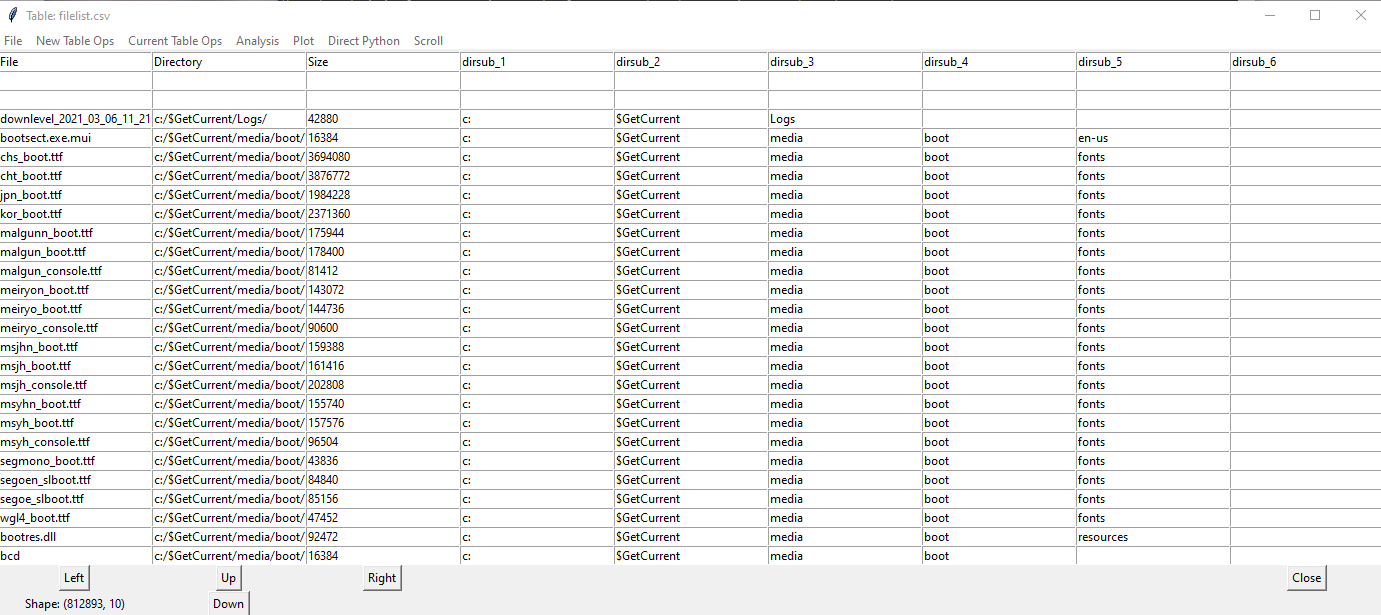 Table: filelist.csv
File New Table Ops Current Table Ops Analysis Plot Direct Python Scroll
File Directory Size dirsub_1 dirsub_2 dirsub_3 dirsub_4 dirsub_5 dirsub_6
downlevel_2021_03_06_11_21 c:/$GetCurrent/Logs/ 42880 c: $GetCurrent Logs
bootsect.exe.mui c:/$GetCurrent/media/boot/ 16384 c: $GetCurrent media boot en-us
chs_boot.ttf c:/$GetCurrent/media/boot/ 3694080 c: $GetCurrent media boot fonts
cht_boot.ttf c:/$GetCurrent/media/boot/ 3876772 c: $GetCurrent media boot fonts
jpn_boot.ttf c:/$GetCurrent/media/boot/ 1984228 c: $GetCurrent media boot fonts
kor_boot.ttf c:/$GetCurrent/media/boot/ 2371360 c: $GetCurrent media boot fonts
malgunn_boot.ttf c:/$GetCurrent/media/boot/ 175944 c: $GetCurrent media boot fonts
malgun_boot.ttf c:/$GetCurrent/media/boot/ 178400 c: $GetCurrent media boot fonts
malgun_console.ttf c:/$GetCurrent/media/boot/ 81412 c: $GetCurrent media boot fonts
meiryon_boot.ttf c:/$GetCurrent/media/boot/ 143072 c: $GetCurrent media boot fonts
meiryo_boot.ttf c:/$GetCurrent/media/boot/ 144736 c: $GetCurrent media boot fonts
meiryo_console.ttf c:/$GetCurrent/media/boot/ 90600 c: $GetCurrent media boot fonts
msjhn_boot.ttf c:/$GetCurrent/media/boot/ 159388 c: $GetCurrent media boot fonts
msjh_boot.ttf c:/$GetCurrent/media/boot/ 161416 c: $GetCurrent media boot fonts
msjh_console.ttf c:/$GetCurrent/media/boot/ 202808 c: $GetCurrent media boot fonts
msyhn_boot.ttf c:/$GetCurrent/media/boot/ 155740 c: $GetCurrent media boot fonts
msyh_boot.ttf c:/$GetCurrent/media/boot/ 157576 c: $GetCurrent media boot fonts
msyh_console.ttf c:/$GetCurrent/media/boot/ 96504 c: $GetCurrent media boot fonts
segmono_boot.ttf c:/$GetCurrent/media/boot/ 43836 c: $GetCurrent media boot fonts
segoen_slboot.ttf c:/$GetCurrent/media/boot/ 84840 c: $GetCurrent media boot fonts
segoe_slboot.ttf c:/$GetCurrent/media/boot/ 85156 c: $GetCurrent media boot fonts
wgl4_boot.ttf c:/$GetCurrent/media/boot/ 47452 c: $GetCurrent media boot fonts
bootres.dll c:/$GetCurrent/media/boot/ 92472 c: $GetCurrent media boot resources
bcd c:/$GetCurrent/media/boot/ 16384 c: $GetCurrent media boot
Left Up Right Close
Shape: (812893, 10) Down